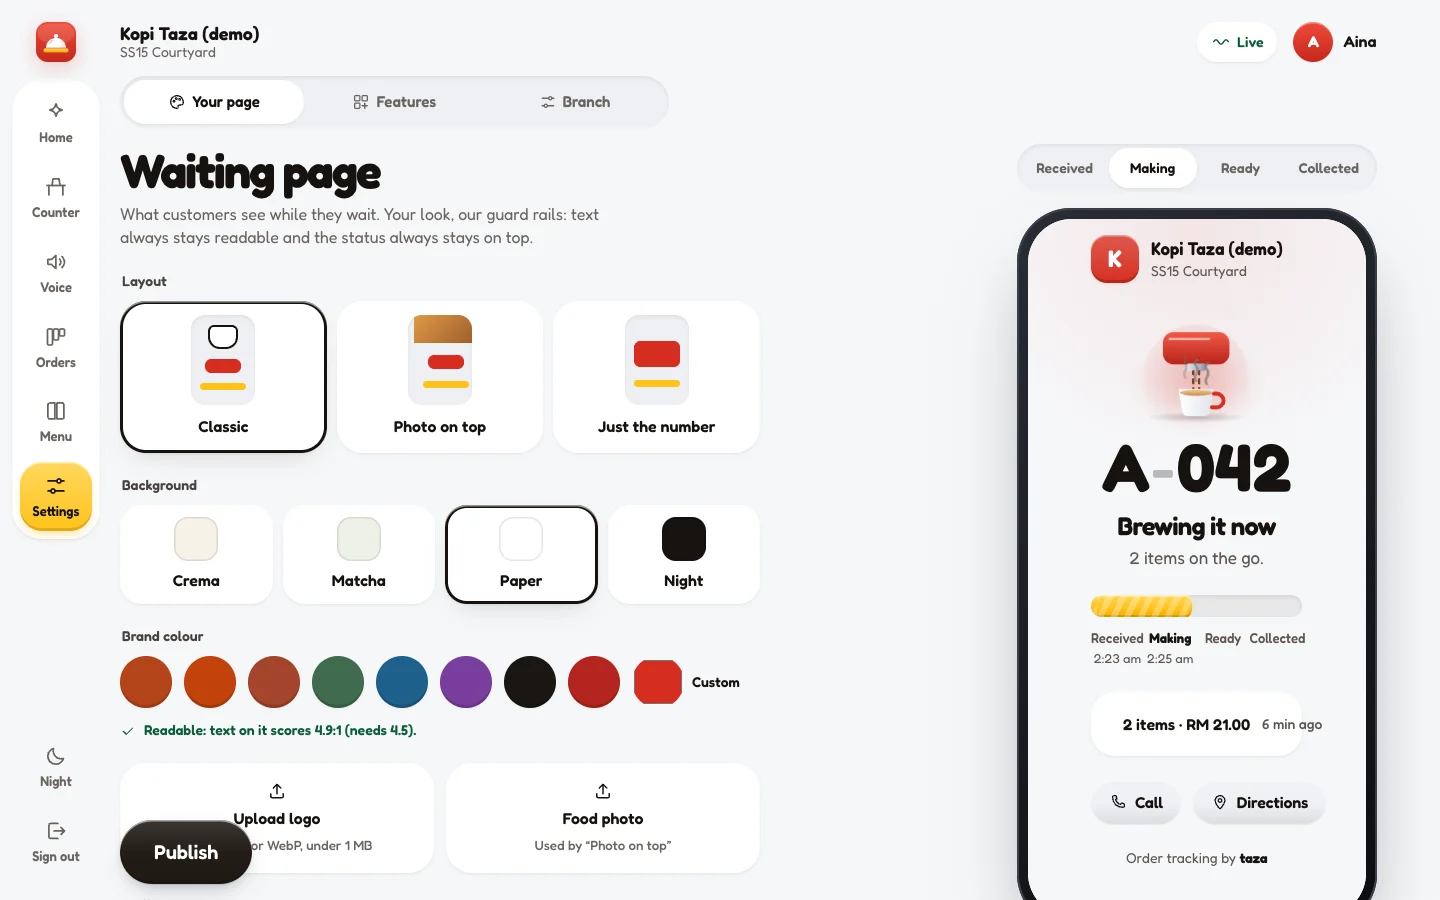 Kopi Taza (demo)
SS15 Courtyard
Live
A
Aina
Your page
Features
Branch
Home
Counter
Voice
Orders
Menu
Settings
Night
Sign out
Waiting page
What customers see while they wait. Your look, our guard rails: text
always stays readable and the status always stays on top.
Layout
Classic
Photo on top
Just the number
Background
Crema
Matcha
Paper
Night
Brand colour
Custom
Readable: text on it scores 4.9:1 (needs 4.5).
Upload logo
or WebP, under 1 MB
Food photo
Used by “Photo on top”
Publish
Received
Making
Ready
Collected
K
Kopi Taza (demo)
SS15 Courtyard
A-042
Brewing it now
2 items on the go.
Received Making Ready Collected
2:23 am 2:25 am
2 items · RM 21.00 6 min ago
Call
Directions
Order tracking by taza